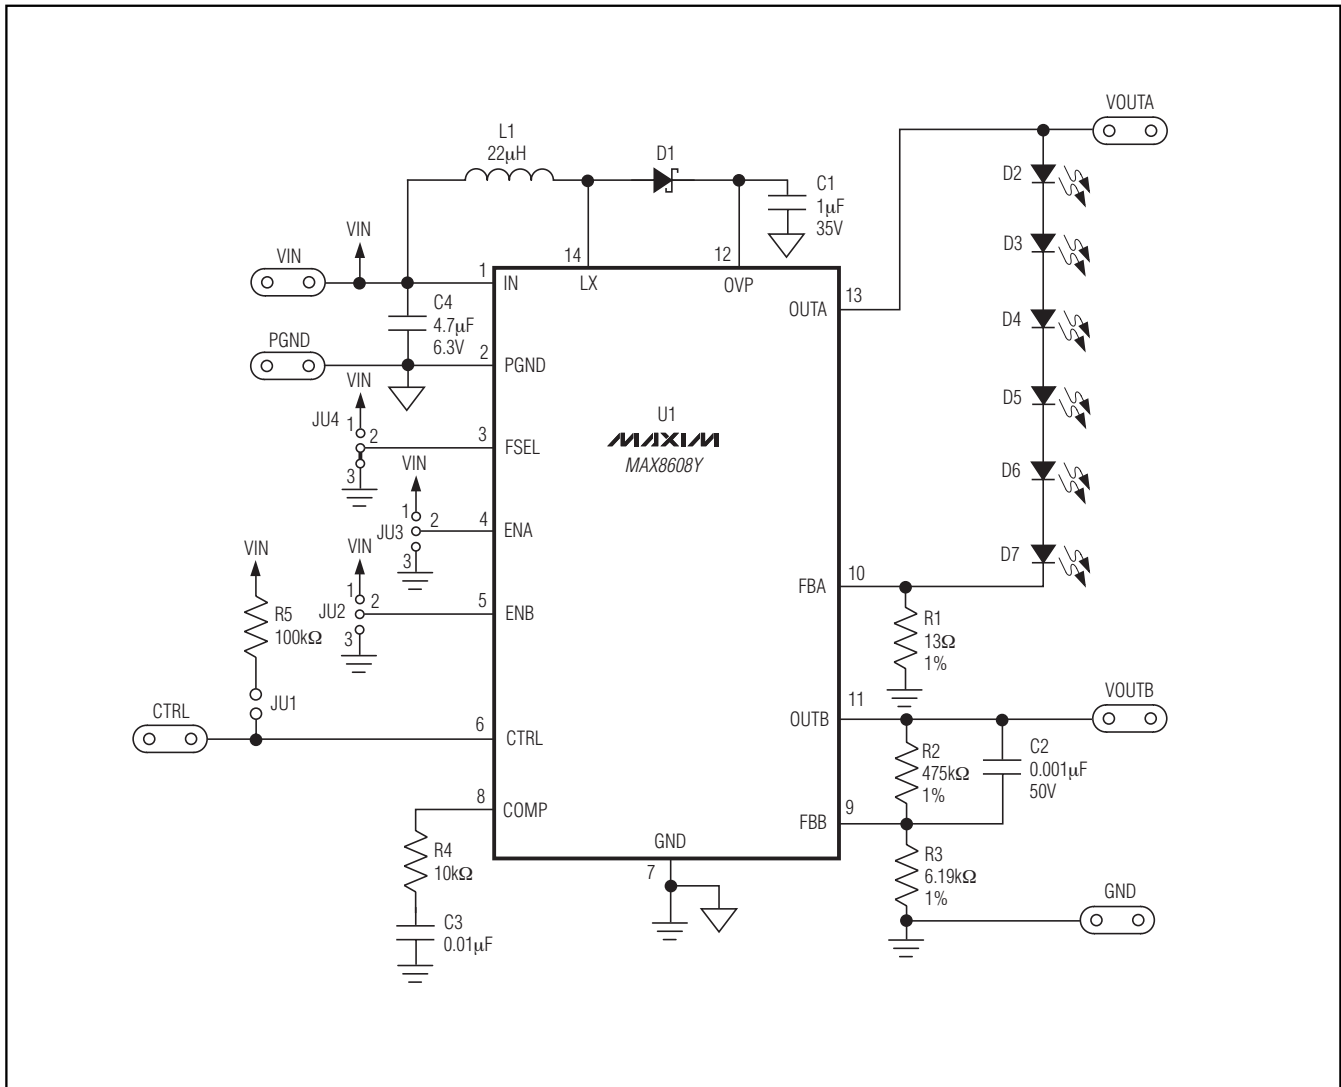 VOUTA
L1
22μH
D1
D2
C1
1μF
35V
D3
VIN
VIN
14
12
1
IN
LX
OVP
13
OUTA
C4
4.7μF
6.3V
D4
PGND
2
PGND
VIN
JU4
1
2
3
3
FSEL
U1
MAXIM
MAX8608Y
D5
VIN
1
2
JU3
3
4
ENA
D6
VIN
VIN
1
2
JU2
3
5
ENB
D7
10
FBA
R5
100kΩ
R1
13Ω
1%
JU1
CTRL
6
CTRL
11
OUTB
VOUTB
R2
475kΩ
1%
C2
0.001μF
50V
8
COMP
9
FBB
GND
7
R4
10kΩ
R3
6.19kΩ
1%
GND
C3
0.01μF